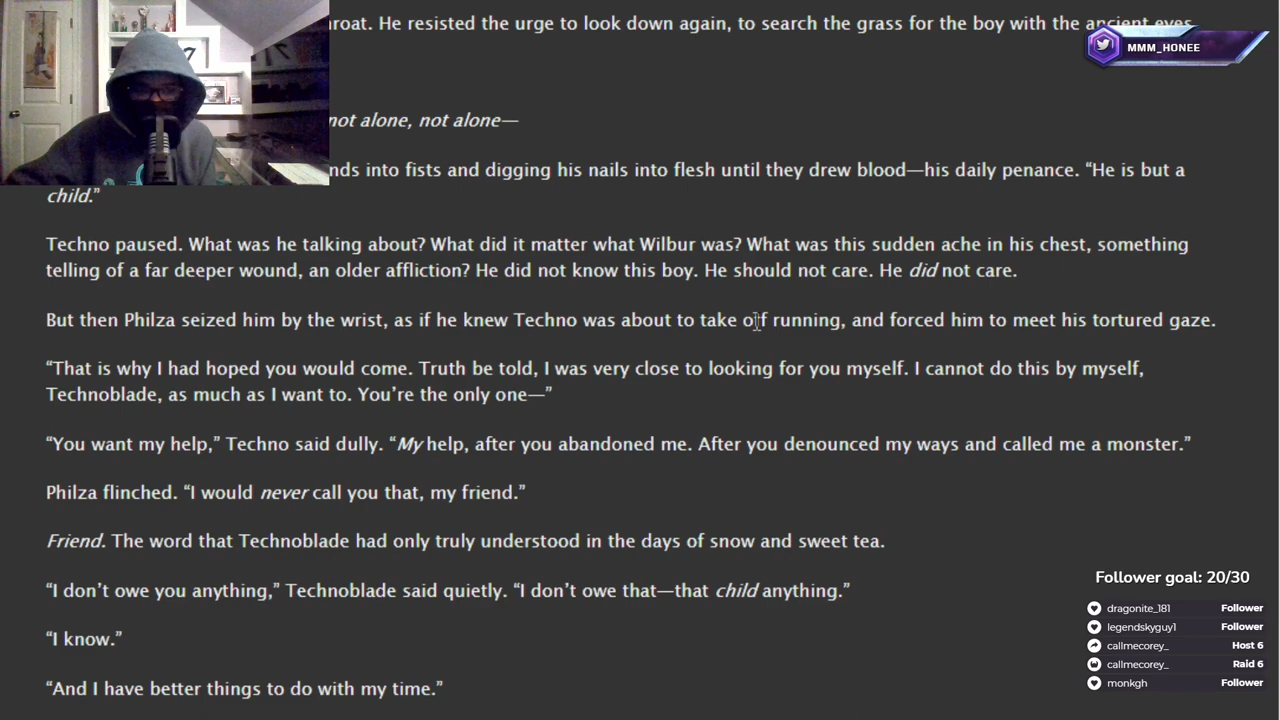 hroat. He resisted the urge to look down again, to search the grass for the boy with the ancient eyes
MMM_HONEE
not alone, not alone—
nds into fists and digging his nails into flesh until they drew blood—his daily penance. “He is but a
child.”
Techno paused. What was he talking about? What did it matter what Wilbur was? What was this sudden ache in his chest, something
telling of a far deeper wound, an older affliction? He did not know this boy. He should not care. He did not care.
But then Philza seized him by the wrist, as if he knew Techno was about to take off running, and forced him to meet his tortured gaze.
“That is why I had hoped you would come. Truth be told, I was very close to looking for you myself. I cannot do this by myself,
Technoblade, as much as I want to. You’re the only one—”
“You want my help,” Techno said dully. “My help, after you abandoned me. After you denounced my ways and called me a monster.”
Philza flinched. “I would never call you that, my friend.”
Friend. The word that Technoblade had only truly understood in the days of snow and sweet tea.
“I don’t owe you anything,” Technoblade said quietly. “I don’t owe that—that child anything.”
“I know.”
“And I have better things to do with my time.”
Follower goal: 20/30
dragonite_181 Follower
legendskyguy1 Follower
callmecorey_ Host 6
callmecorey_ Raid 6
monkgh Follower